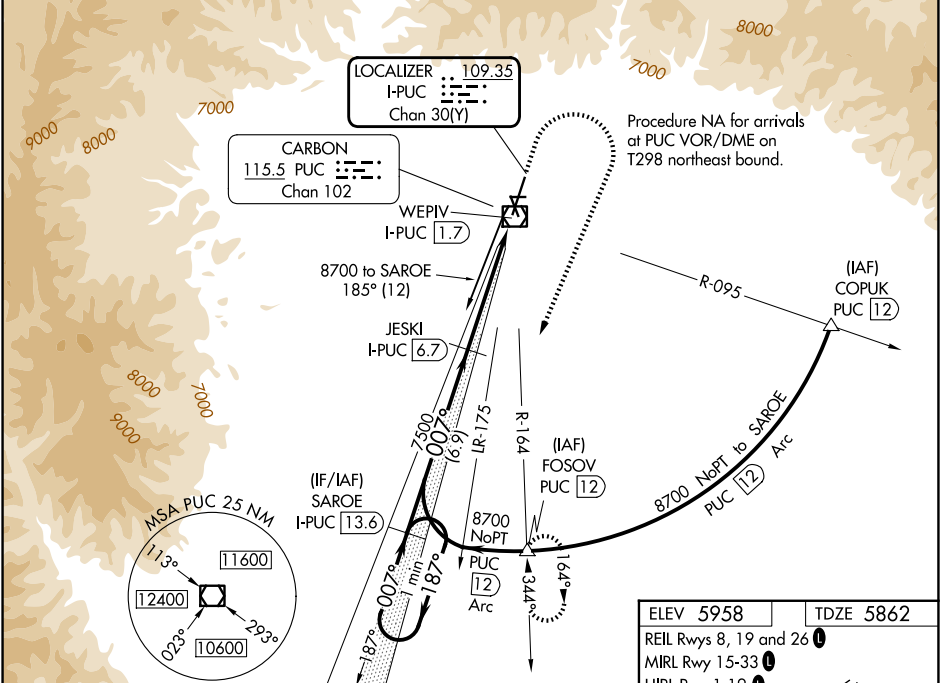 8000
7000
9000
8000
7000
LOCALIZER 109.35
I-PUC
Chan 30(Y)
Procedure NA for arrivals
at PUC VOR/DME on
T298 northeast bound.
CARBON
115.5 PUC
Chan 102
WEPIV
I-PUC 1.7
8700 to SAROE
185° (12)
R-095
(IAF)
COPUK
PUC 12
JESKI
I-PUC 6.7
8000
7000
9000
7500
007°
(6.9)
LR-175
R-164
(IAF)
FOSOV
PUC 12
8700 NoPT to SAROE
PUC 12 Arc
(IF/IAF)
SAROE
I-PUC 13.6
8700
NoPT
PUC
12
Arc
MSA PUC 25 NM
113°
11600
12400
023°
10600
293°
007°
1 min
187°
187°
344°
164°
ELEV 5958
TDZE 5862
REIL Rwys 8, 19 and 26 L
MIRL Rwy 15-33 L
HIRL Rwy 1-19 L